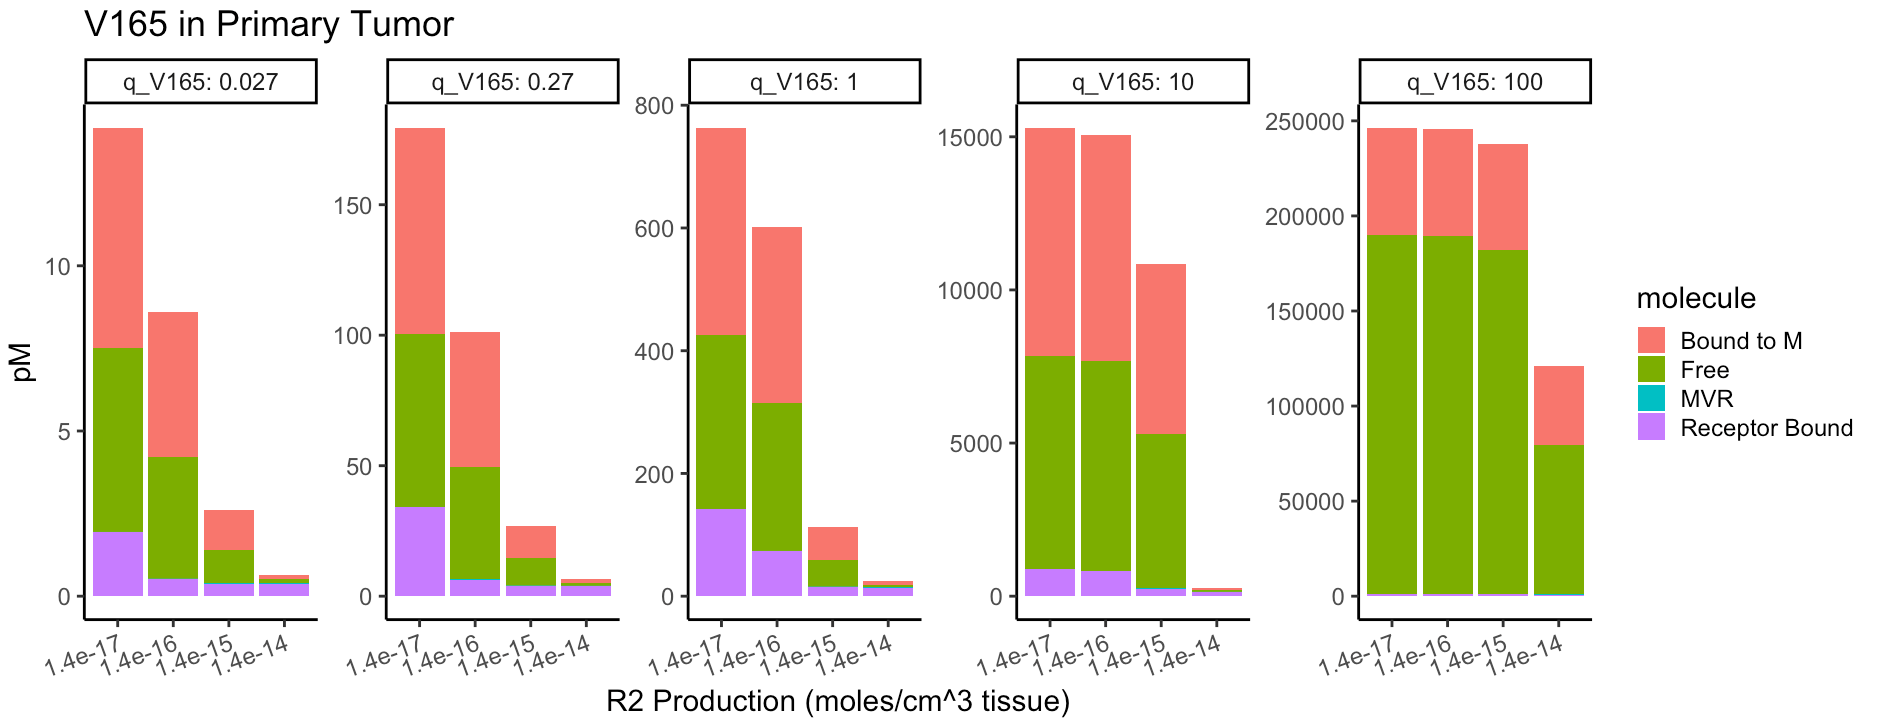 V165 in Primary Tumor
q_V165: 0.027
q_V165: 0.27
q_V165: 1
q_V165: 10
q_V165: 100
pM
10
5
0
150
100
50
0
800
600
400
200
0
15000
10000
5000
0
250000
200000
150000
100000
50000
0
1.4e-17
1.4e-16
1.4e-15
1.4e-14
1.4e-17
1.4e-16
1.4e-15
1.4e-14
1.4e-17
1.4e-16
1.4e-15
1.4e-14
1.4e-17
1.4e-16
1.4e-15
1.4e-14
1.4e-17
1.4e-16
1.4e-15
1.4e-14
R2 Production (moles/cm^3 tissue)
molecule
Bound to M
Free
MVR
Receptor Bound